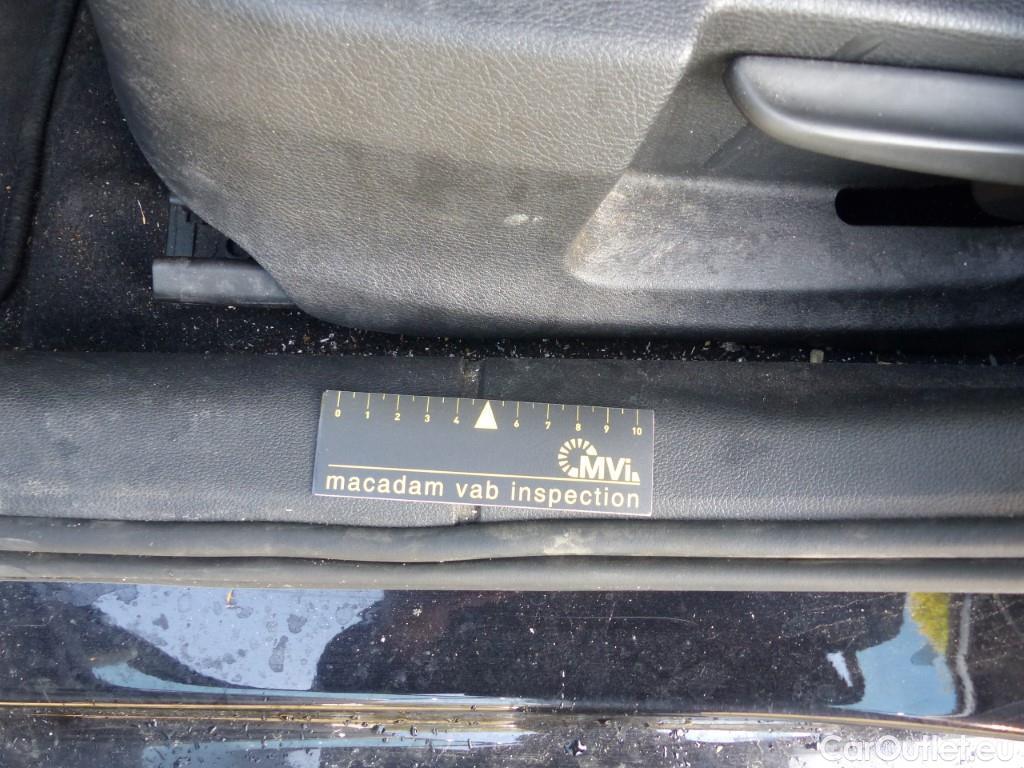 0 1 2 3 4 6 7 8 9 10
MVi
macadam vab inspection
CarOutlet.eu